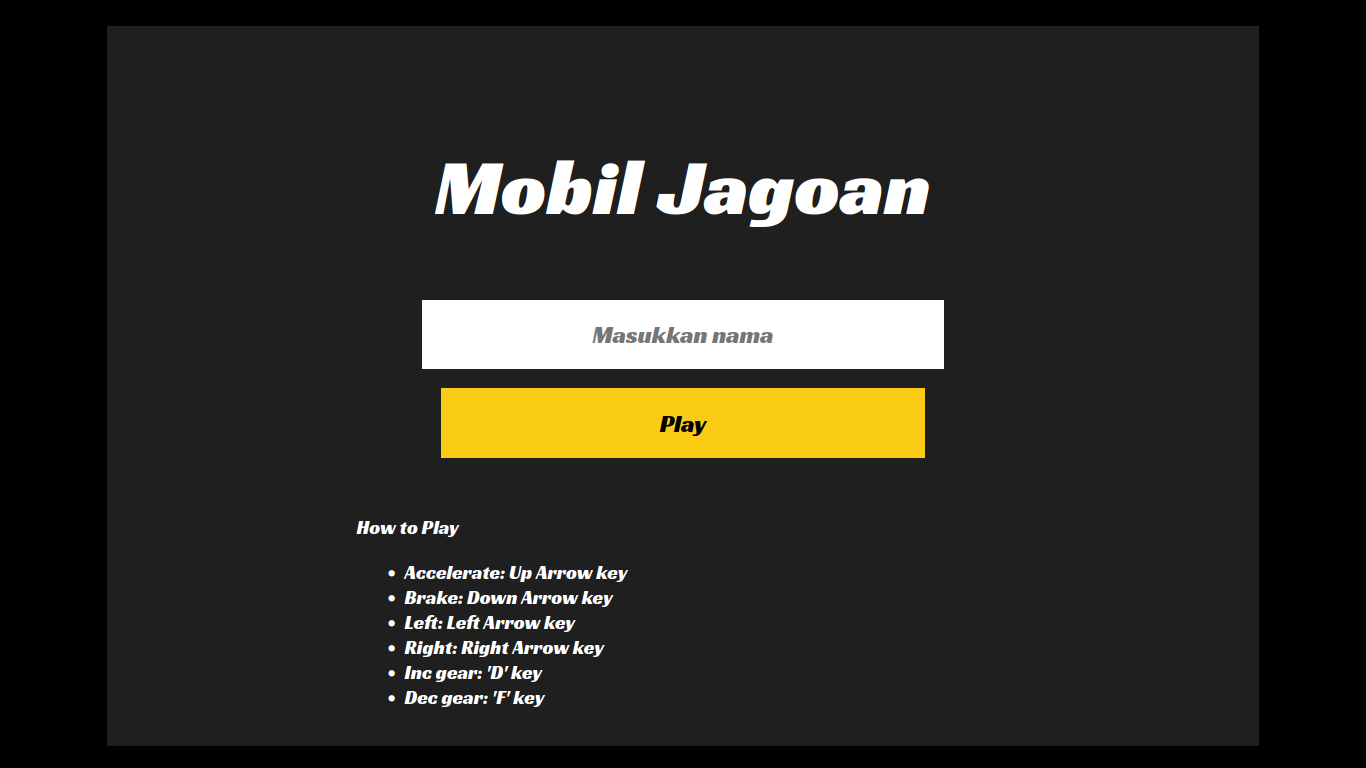 Mobil Jagoan
Masukkan nama
Play
How to Play
• Accelerate: Up Arrow key
• Brake: Down Arrow key
• Left: Left Arrow key
• Right: Right Arrow key
• Inc gear: 'D' key
• Dec gear: 'F' key